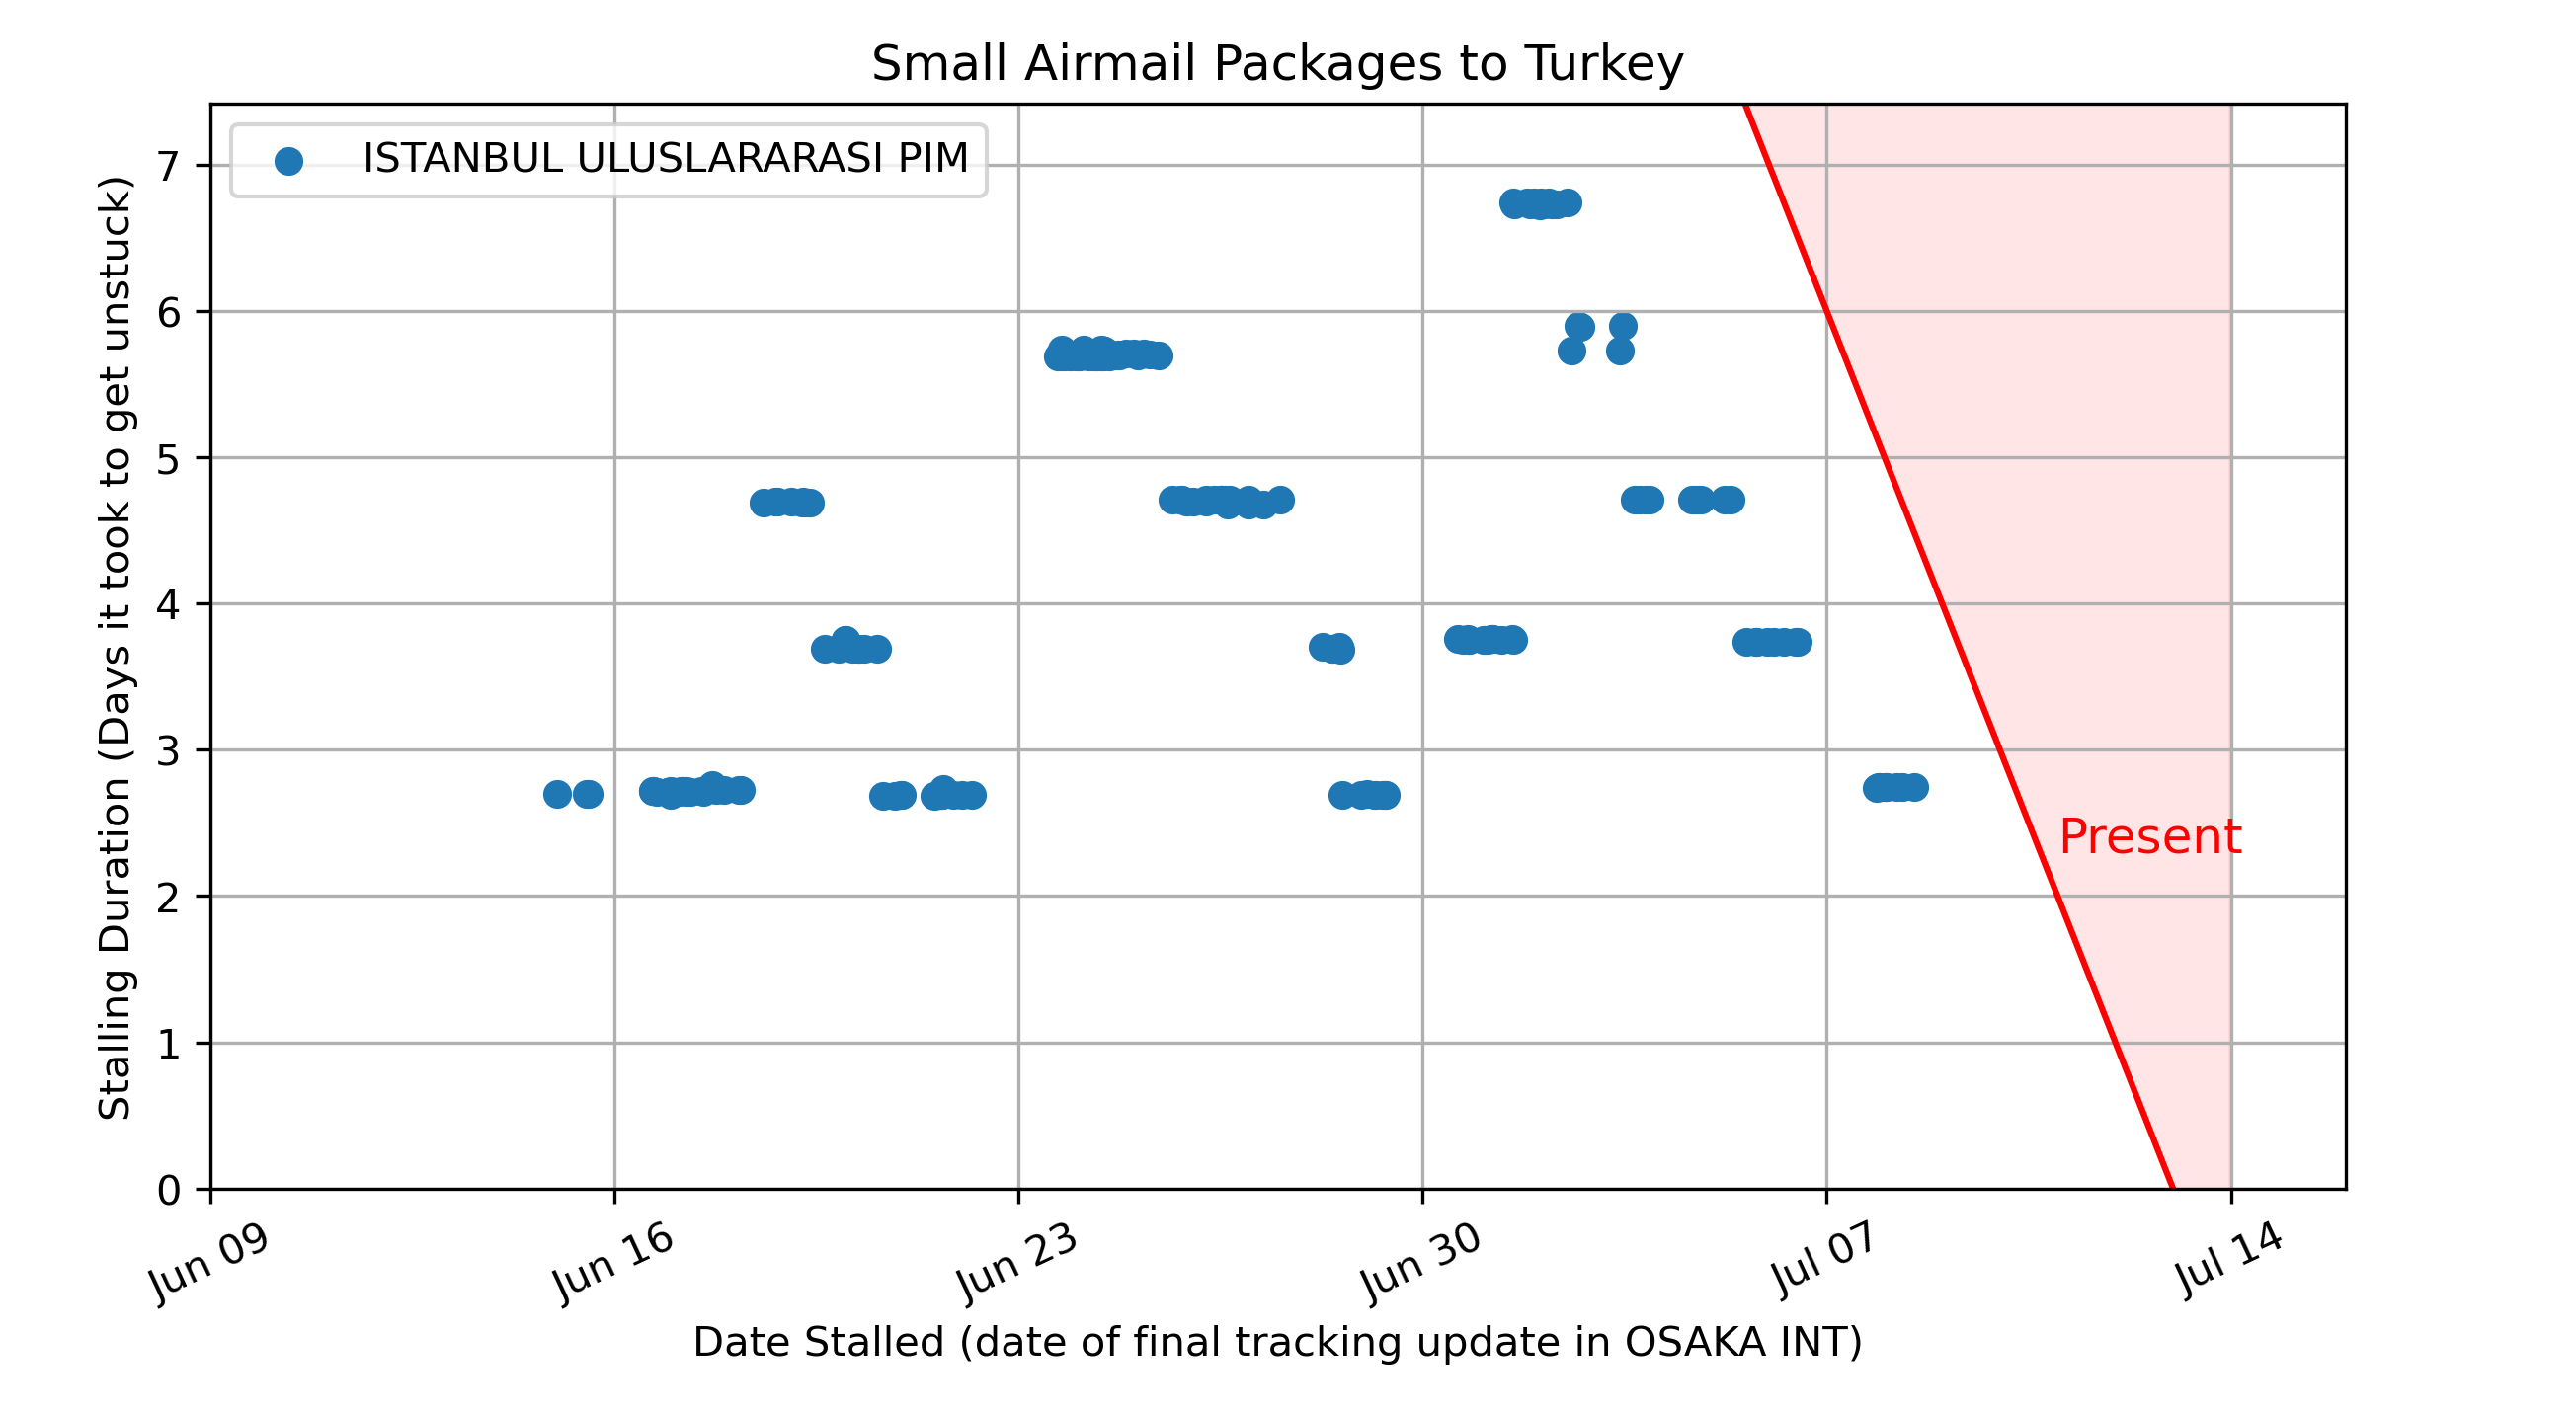 Small Airmail Packages to Turkey
ISTANBUL ULUSLARARASI PIM
Stalling Duration (Days it took to get unstuck)
7
6
5
4
3
2
1
0
Present
Jun 09
Jun 16
Jun 23
Jun 30
Jul 07
Jul 14
Date Stalled (date of final tracking update in OSAKA INT)